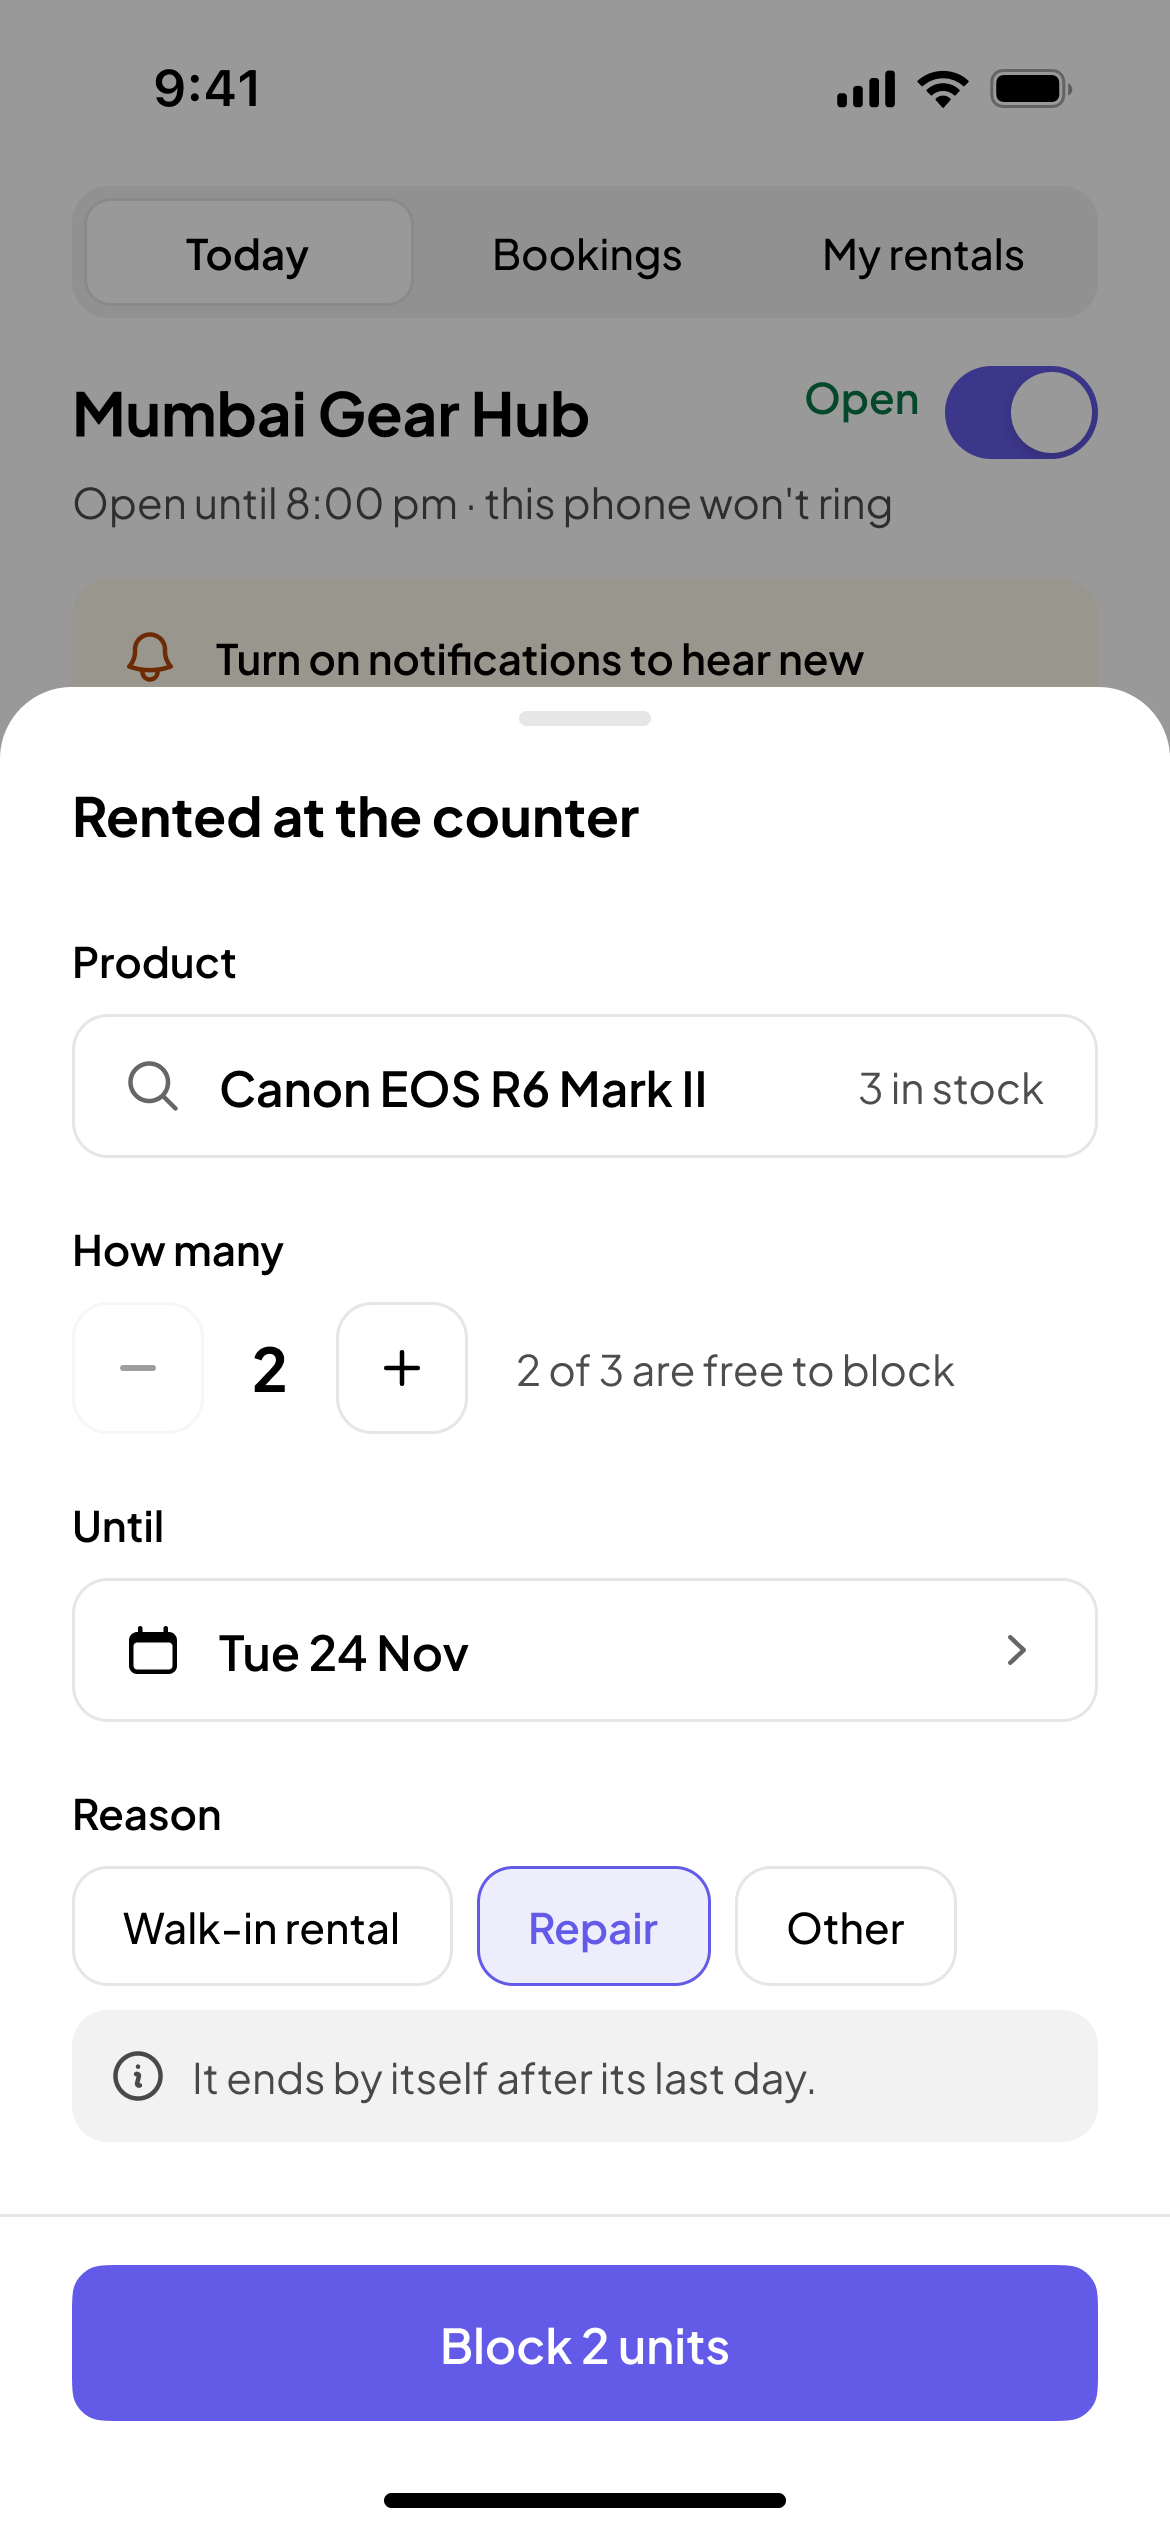 9:41
Today Bookings My rentals
Mumbai Gear Hub Open
Open until 8:00 pm · this phone won't ring
Turn on notifications to hear new
Rented at the counter
Product
Canon EOS R6 Mark II 3 in stock
How many
2 2 of 3 are free to block
Until
Tue 24 Nov
Reason
Walk-in rental Repair Other
It ends by itself after its last day.
Block 2 units